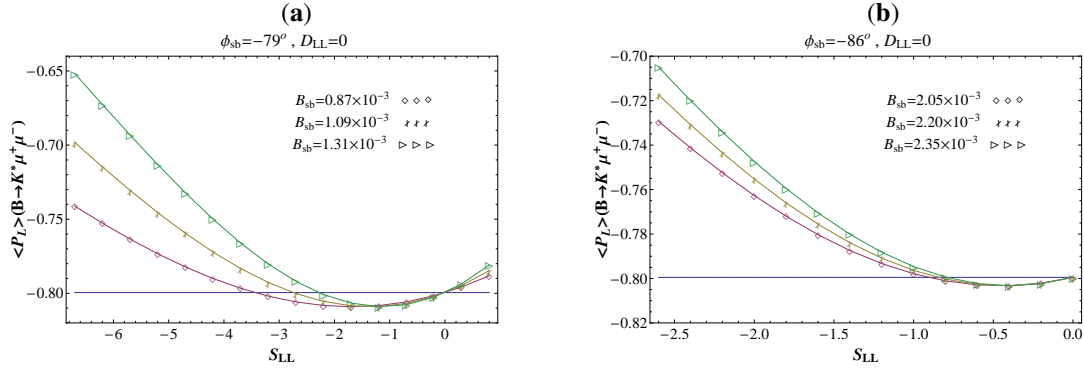 (a)
ϕsb=−79o , DLL=0
Bsb=0.87×10−3
Bsb=1.09×10−3
Bsb=1.31×10−3
<PL>(B→K*μ+μ−)
−0.65
−0.70
−0.75
−0.80
−6 −5 −4 −3 −2 −1 0
SLL
(b)
ϕsb=−86o , DLL=0
Bsb=2.05×10−3
Bsb=2.20×10−3
Bsb=2.35×10−3
<PL>(B→K*μ+μ−)
−0.70
−0.72
−0.74
−0.76
−0.78
−0.80
−0.82
−2.5 −2.0 −1.5 −1.0 −0.5 0.0
SLL